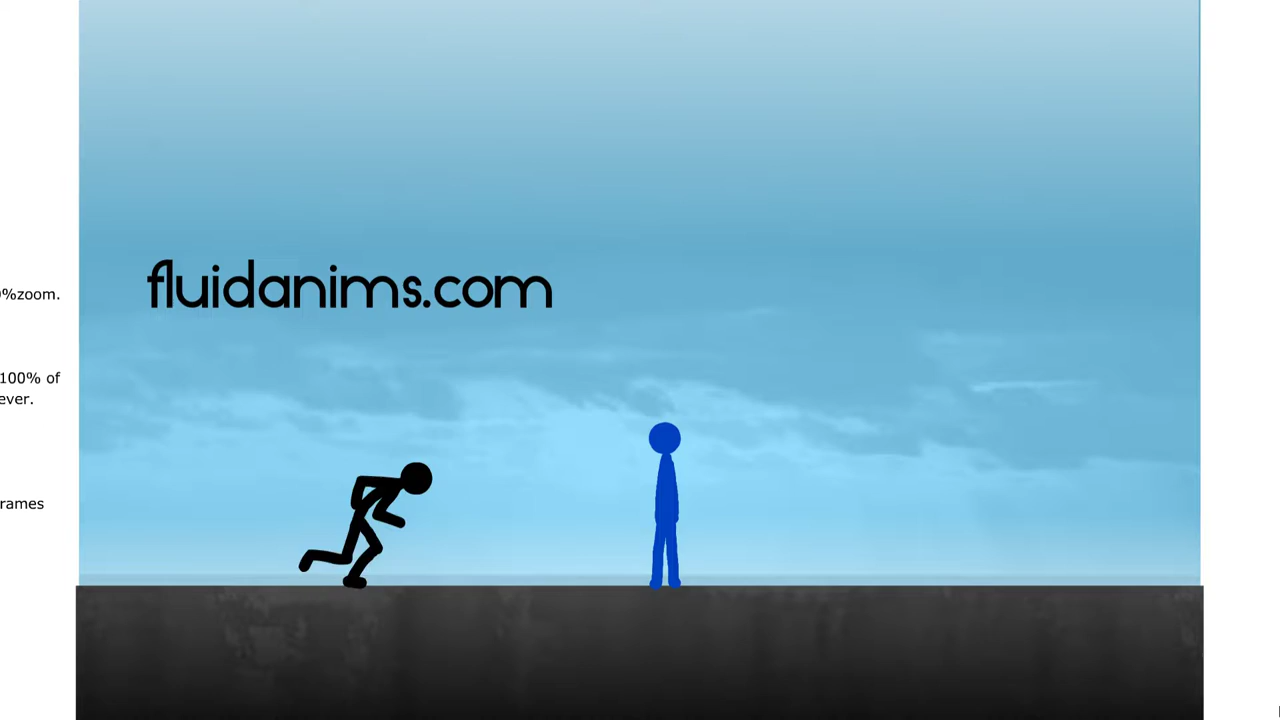 fluidanims.com
%zoom.
100% of
ever.
rames